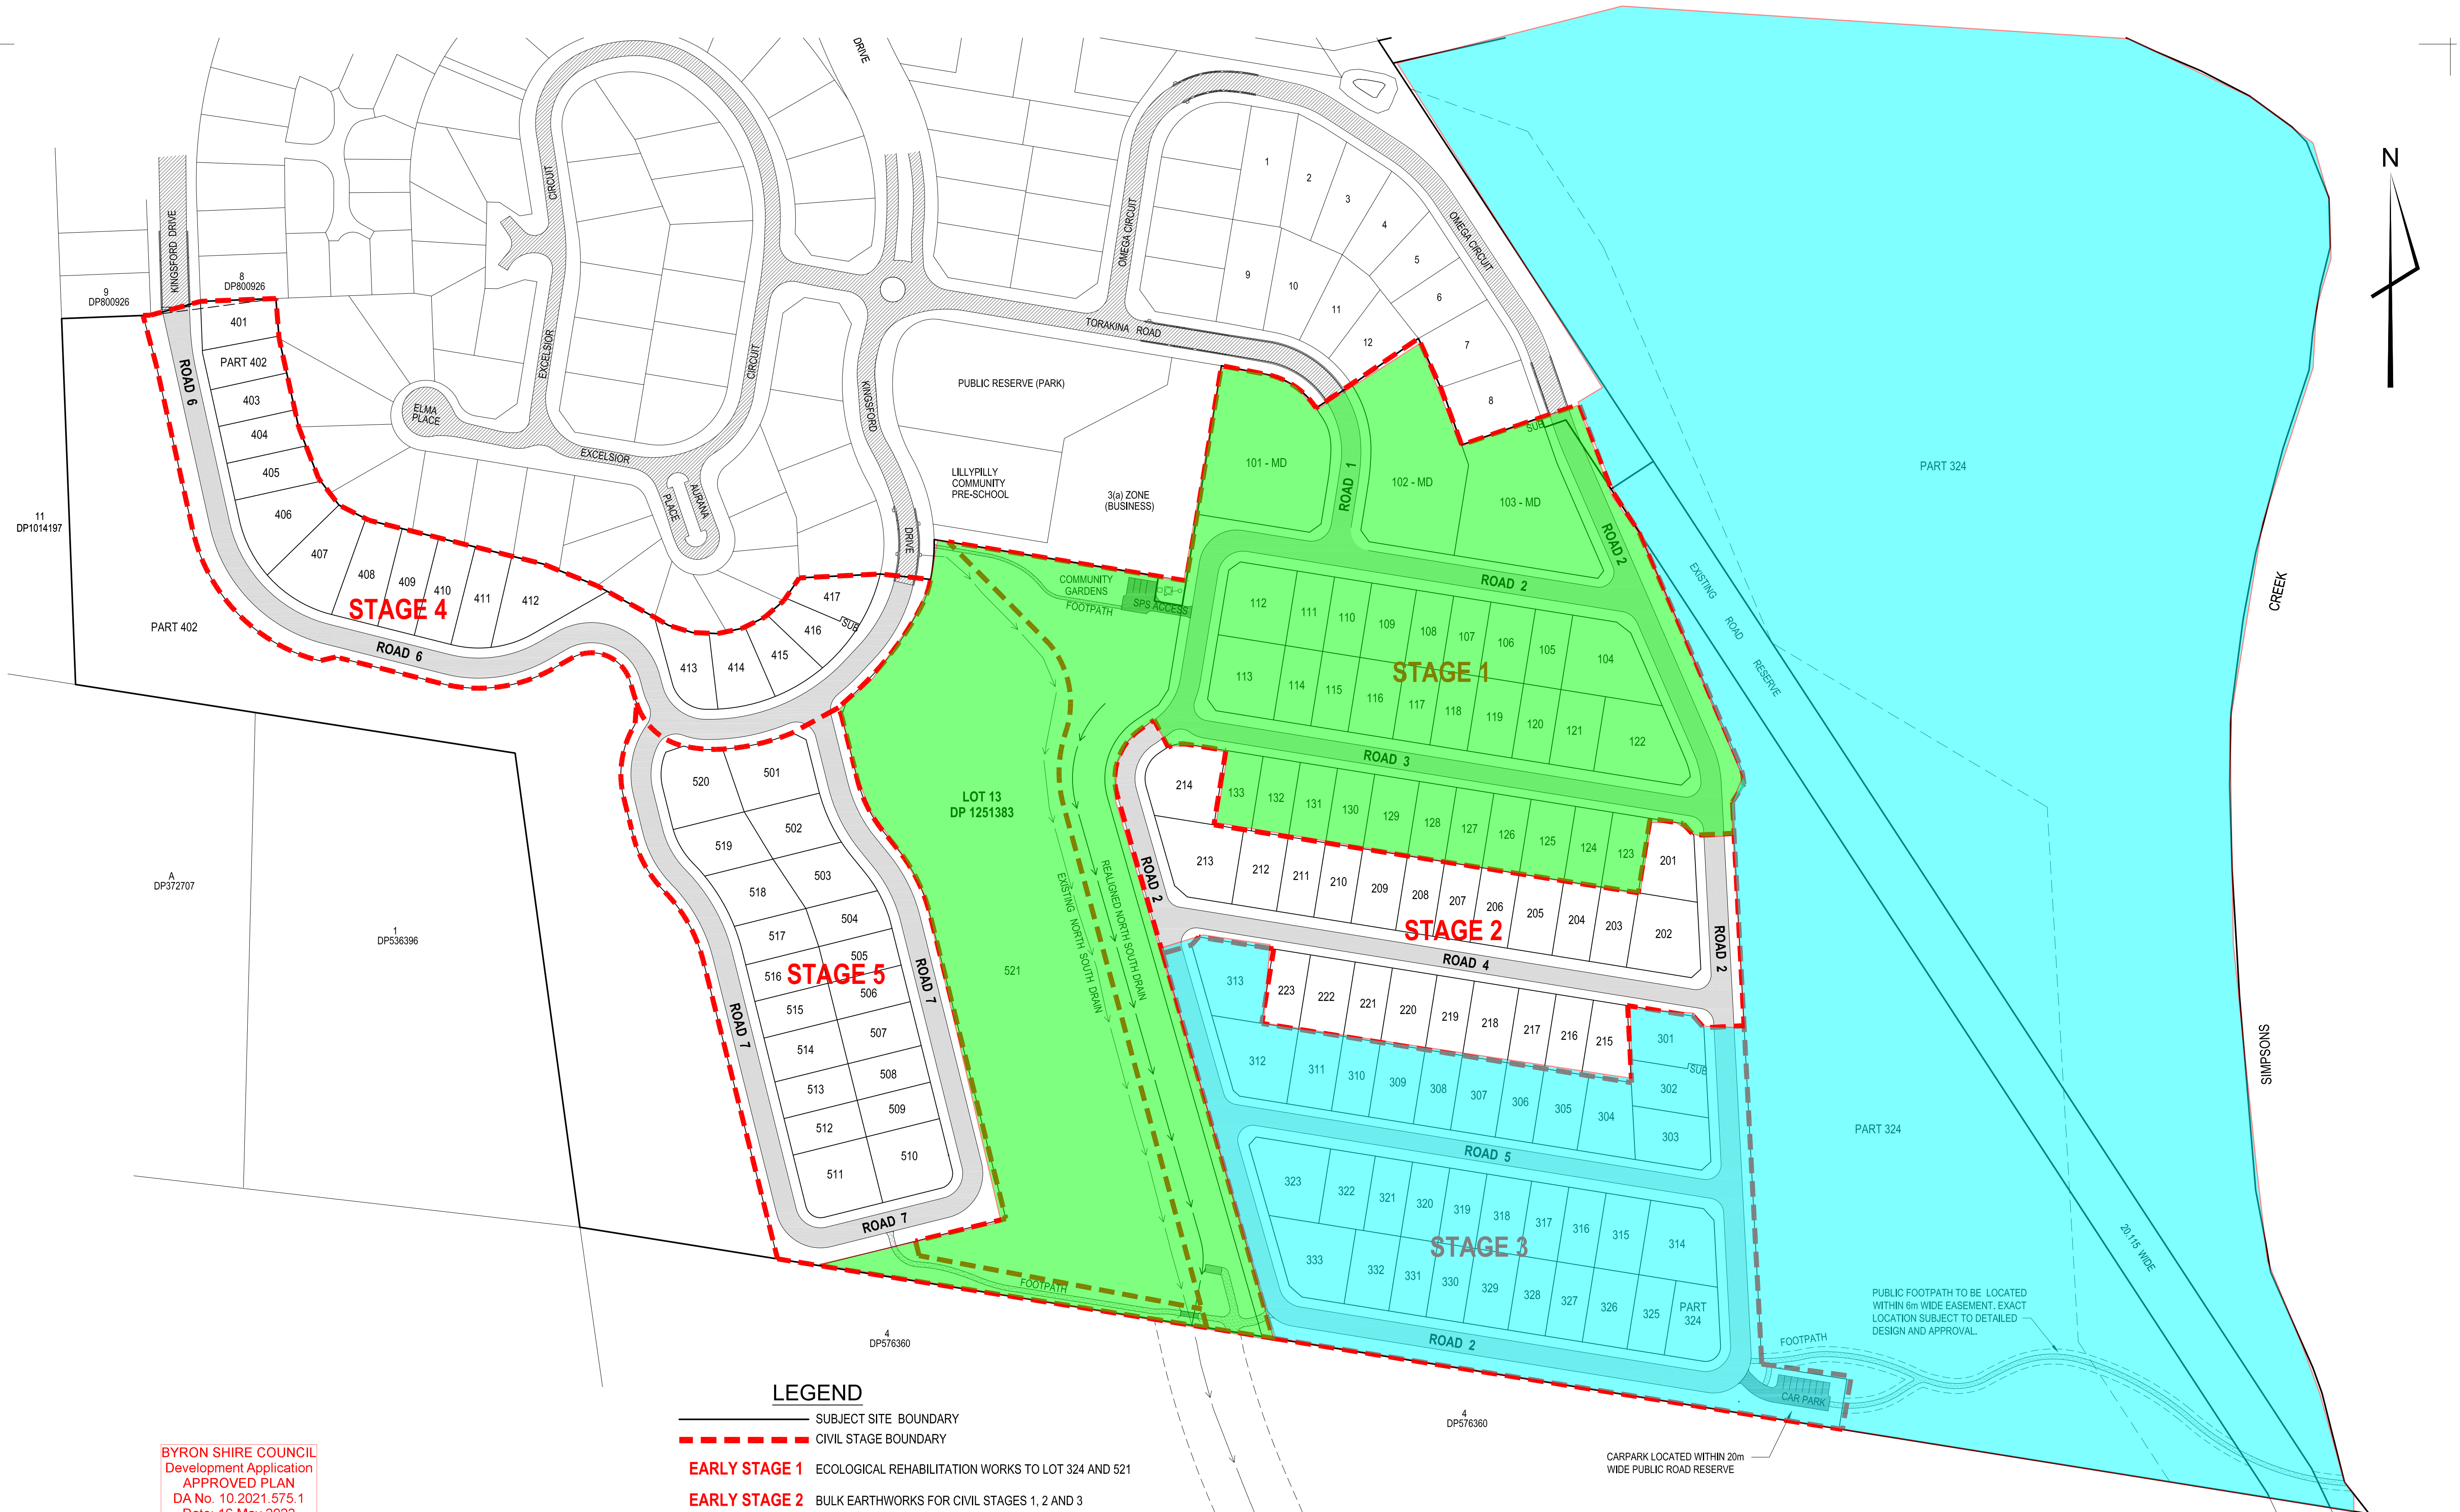 DRIVE
N
KINGSFORD DRIVE
CIRCUIT
OMEGA CIRCUIT
OMEGA CIRCUIT
1
2
3
4
5
6
7
8
9
10
11
12
9
DP800926
8
DP800926
TORAKINA ROAD
PUBLIC RESERVE (PARK)
LILLYPILLY
COMMUNITY
PRE-SCHOOL
3(a) ZONE
(BUSINESS)
EXCELSIOR
CIRCUIT
KINGSFORD
DRIVE
ELMA
PLACE
EXCELSIOR
AURANA
PLACE
ROAD 6
401
PART 402
403
404
405
406
407
408
409
410
411
412
413
414
415
416
417
SUB
STAGE 4
ROAD 6
11
DP1014197
PART 402
A
DP372707
1
DP536396
101 - MD
102 - MD
103 - MD
SUB
ROAD 1
ROAD 2
ROAD 2
COMMUNITY
GARDENS
FOOTPATH
SPS ACCESS
112
111
110
109
108
107
106
105
104
STAGE 1
113
114
115
116
117
118
119
120
121
122
ROAD 3
133
132
131
130
129
128
127
126
125
124
123
214
213
212
211
210
209
208
207
206
205
204
203
202
201
STAGE 2
ROAD 2
ROAD 4
ROAD 2
223
222
221
220
219
218
217
216
215
313
312
311
310
309
308
307
306
305
304
301
SUB
302
303
ROAD 5
323
322
321
320
319
318
317
316
315
314
STAGE 3
333
332
331
330
329
328
327
326
325
PART
324
ROAD 2
LOT 13
DP 1251383
521
EXISTING NORTH SOUTH DRAIN
REALIGNED NORTH SOUTH DRAIN
520
501
519
502
518
503
517
504
516
505
STAGE 5
515
506
514
507
513
508
512
509
511
510
ROAD 7
ROAD 7
ROAD 7
FOOTPATH
PART 324
EXISTING ROAD RESERVE
PART 324
20.115 WIDE
CREEK
SIMPSONS
PUBLIC FOOTPATH TO BE LOCATED
WITHIN 6m WIDE EASEMENT. EXACT
LOCATION SUBJECT TO DETAILED
DESIGN AND APPROVAL.
FOOTPATH
CAR PARK
CARPARK LOCATED WITHIN 20m
WIDE PUBLIC ROAD RESERVE
4
DP576360
4
DP576360
LEGEND
SUBJECT SITE BOUNDARY
CIVIL STAGE BOUNDARY
EARLY STAGE 1 ECOLOGICAL REHABILITATION WORKS TO LOT 324 AND 521
EARLY STAGE 2 BULK EARTHWORKS FOR CIVIL STAGES 1, 2 AND 3
BYRON SHIRE COUNCIL
Development Application
APPROVED PLAN
DA No. 10.2021.575.1